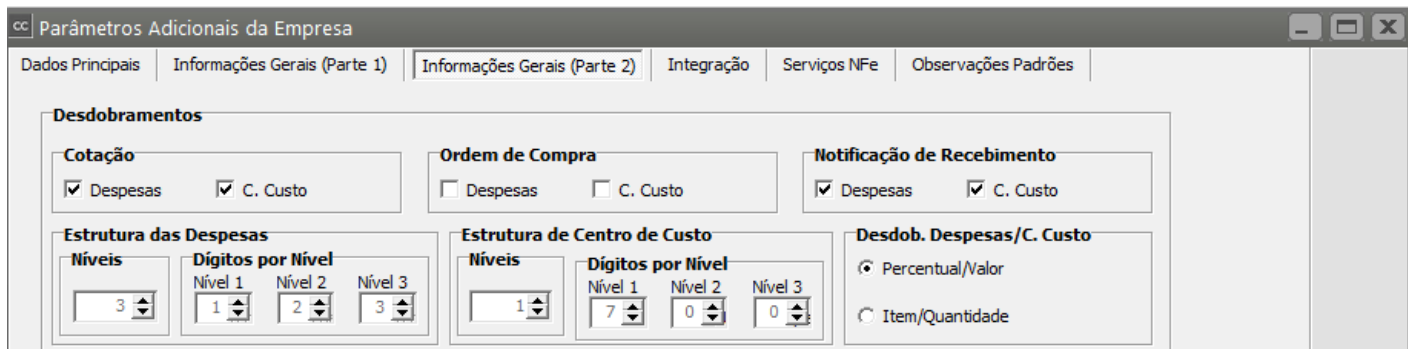 cc Parâmetros Adicionais da Empresa
Dados Principais Informações Gerais (Parte 1) Informações Gerais (Parte 2) Integração Serviços NFe Observações Padrões
Desdobramentos
Cotação Ordem de Compra Notificação de Recebimento
Despesas C. Custo Despesas C. Custo Despesas C. Custo
Estrutura das Despesas Estrutura de Centro de Custo Desdob. Despesas/C. Custo
Níveis Dígitos por Nível Níveis Dígitos por Nível Percentual/Valor
Nível 1 Nível 2 Nível 3 Nível 1 Nível 2 Nível 3
3 1 2 3 1 7 0 0 Item/Quantidade